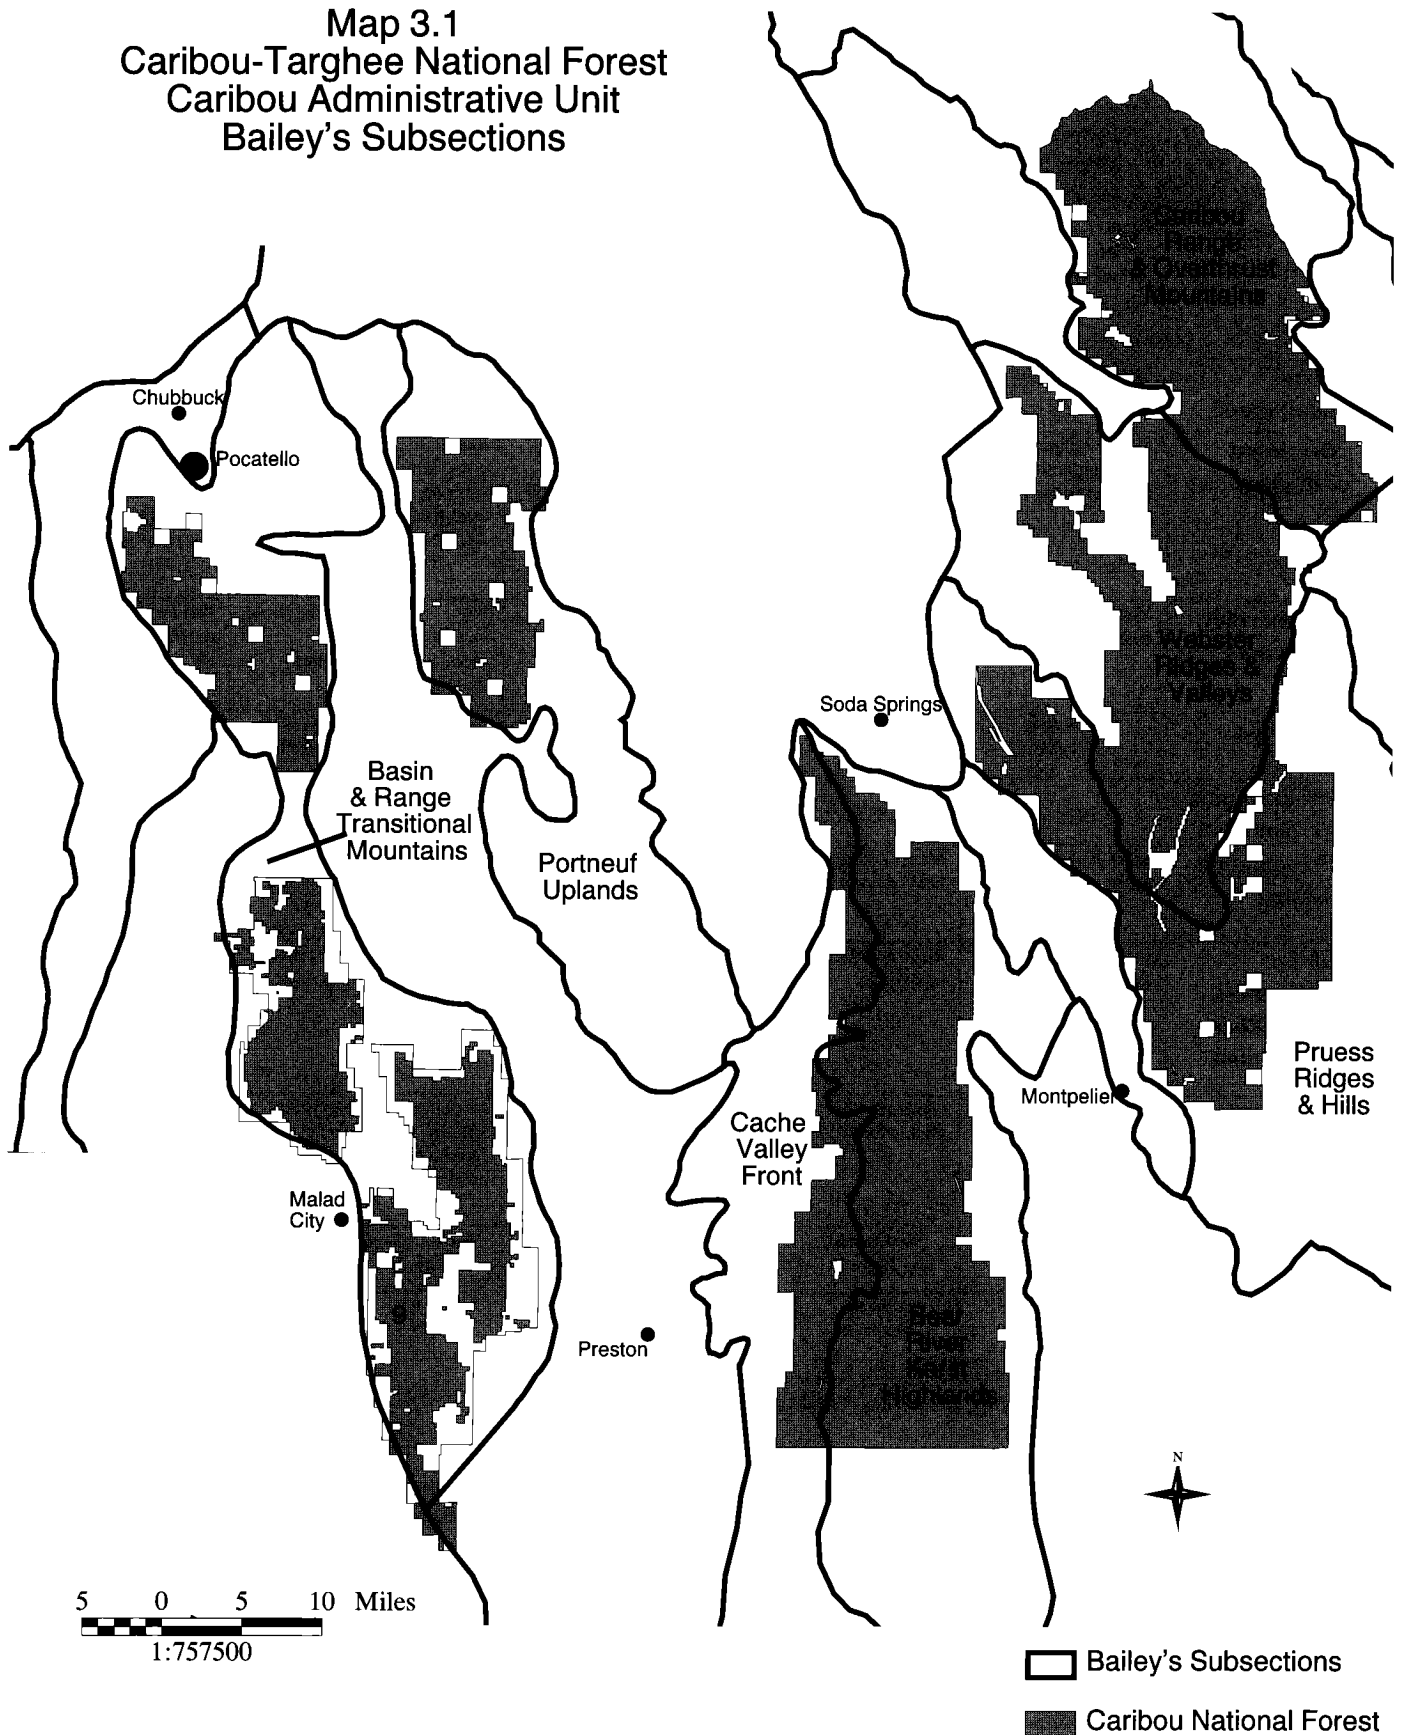 Map 3.1
Caribou-Targhee National Forest
Caribou Administrative Unit
Bailey's Subsections
Caribou
Range
& Overthrust
Mountains
Chubbuck
Pocatello
Webster
Ridges &
Valleys
Soda Springs
Basin
& Range
Transitional
Mountains
Portneuf
Uplands
Pruess
Ridges
& Hills
Montpelier
Cache
Valley
Front
Malad
City
Bear
River
Karst
Highlands
Preston
N
5 0 5 10 Miles
1:757500
Bailey's Subsections
Caribou National Forest